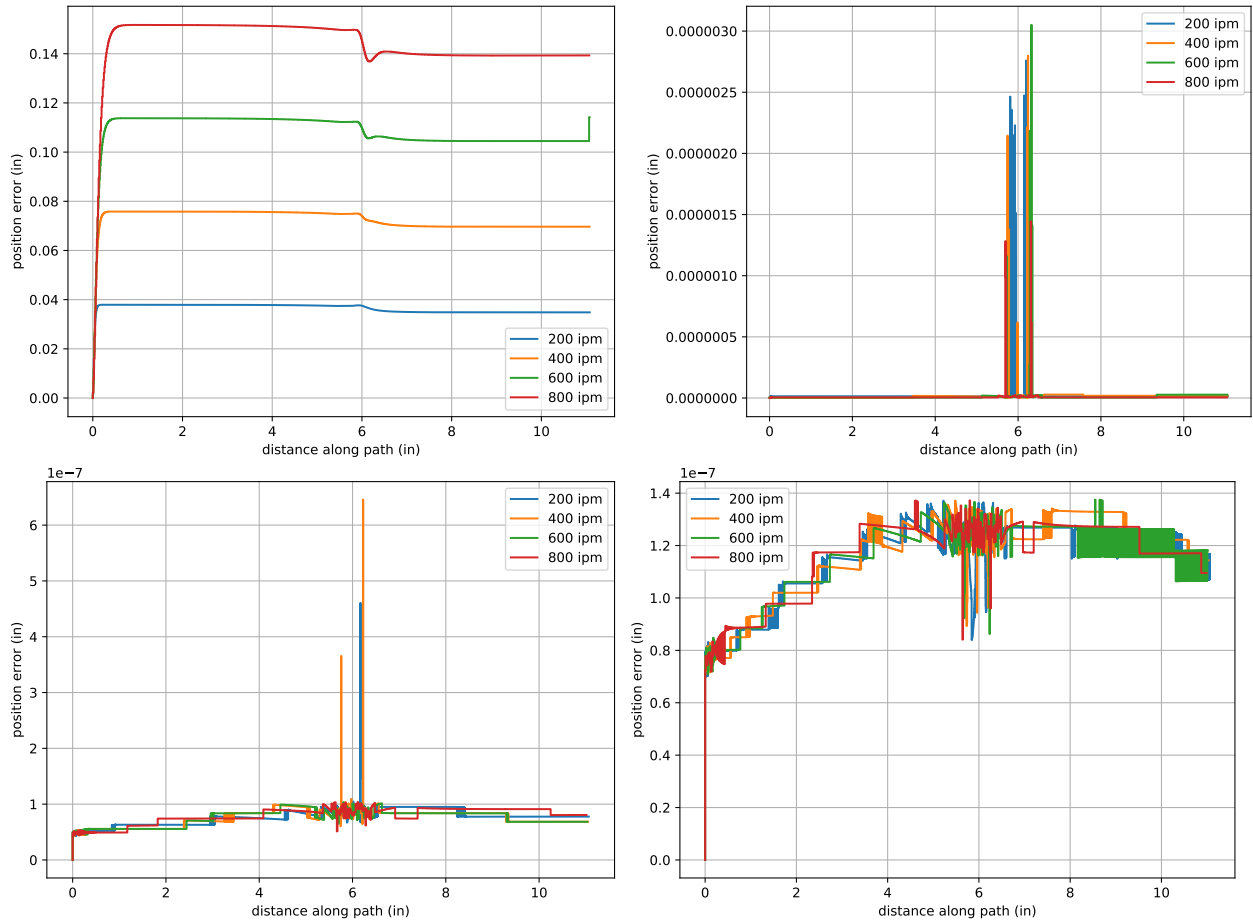 0.14
0.12
0.10
0.08
0.06
0.04
0.02
0.00
position error (in)
0 2 4 6 8 10
distance along path (in)
200 ipm
400 ipm
600 ipm
800 ipm
0.0000030
0.0000025
0.0000020
0.0000015
0.0000010
0.0000005
0.0000000
position error (in)
0 2 4 6 8 10
distance along path (in)
200 ipm
400 ipm
600 ipm
800 ipm
1e−7
6
5
4
3
2
1
0
position error (in)
0 2 4 6 8 10
distance along path (in)
200 ipm
400 ipm
600 ipm
800 ipm
1e−7
1.4
1.2
1.0
0.8
0.6
0.4
0.2
0.0
position error (in)
0 2 4 6 8 10
distance along path (in)
200 ipm
400 ipm
600 ipm
800 ipm